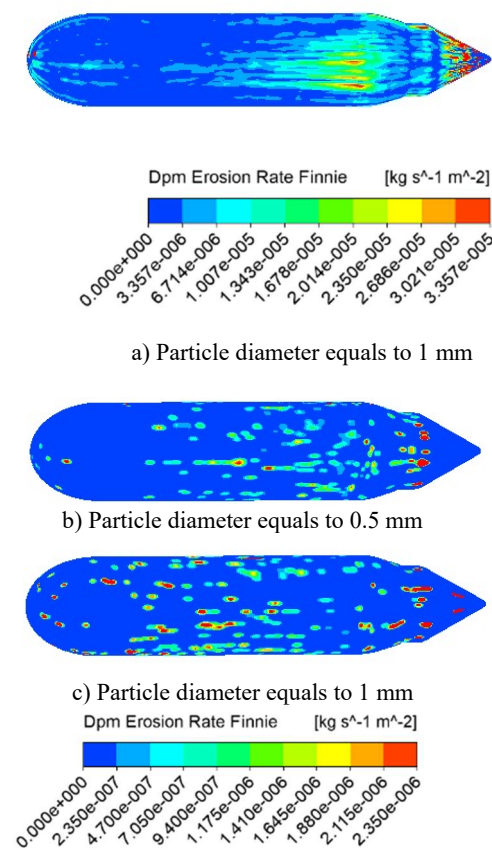 Dpm Erosion Rate Finnie [kg s^-1 m^-2]
0.000e+000 3.357e-006 6.714e-006 1.007e-005 1.343e-005 1.678e-005 2.014e-005 2.350e-005 2.686e-005 3.021e-005 3.357e-005
a) Particle diameter equals to 1 mm
b) Particle diameter equals to 0.5 mm
c) Particle diameter equals to 1 mm
Dpm Erosion Rate Finnie [kg s^-1 m^-2]
0.000e+000 2.350e-007 4.700e-007 7.050e-007 9.400e-007 1.175e-006 1.410e-006 1.645e-006 1.880e-006 2.115e-006 2.350e-006